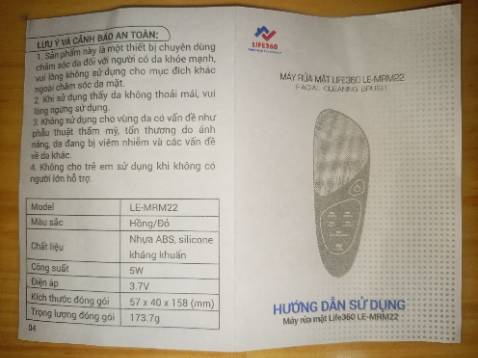 LƯU Ý VÀ CẢNH BÁO AN TOÀN:
1. Sản phẩm này là một thiết bị chuyên dùng
chăm sóc da đối với người có da khỏe mạnh,
vui lòng không sử dụng cho mục đích khác
ngoài chăm sóc da mặt.
2. Khi sử dụng thấy da không thoải mái, vui
lòng ngừng sử dụng.
3. Không sử dụng cho vùng da có vấn đề như
phẫu thuật thẩm mỹ, tổn thương do ánh
nắng, da đang bị viêm nhiễm và các vấn đề
về da khác.
4. Không cho trẻ em sử dụng khi không có
người lớn hỗ trợ.
Model LE-MRM22
Màu sắc Hồng/Đỏ
Chất liệu Nhựa ABS, silicone
kháng khuẩn
Công suất 5W
Điện áp 3.7V
Kích thước đóng gói 57 x 40 x 158 (mm)
Trọng lượng đóng gói 173.7g
04
LIFE360
MÁY RỬA MẶT LIFE360 LE-MRM22
FACIAL CLEANING BRUSH
HƯỚNG DẪN SỬ DỤNG
Máy rửa mặt Life360 LE-MRM22